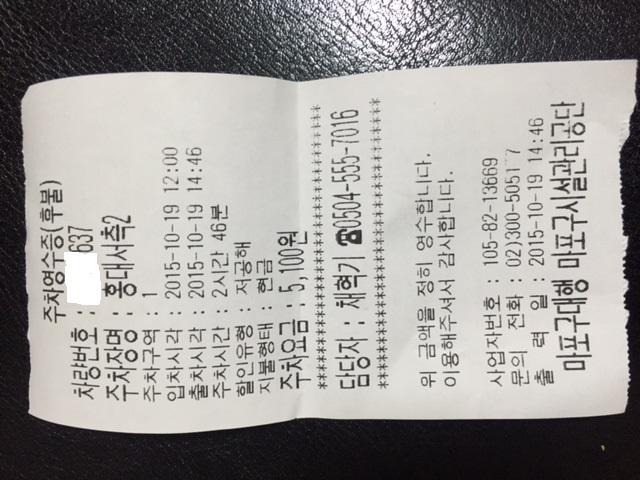 주차영수증(후불)
차량번호 : 637
주차장명 : 홍대서측2
주차구역 : 1
입차시각 : 2015-10-19 12:00
출차시각 : 2015-10-19 14:46
주차시간 : 2시간 46분
할인유형 : 저공해
지불형태 : 현금
주차요금 : 5,100원
****************************************
담당자 : 채혁기 ☎0504-555-7016
****************************************
위 금액을 정히 영수합니다.
이용해주셔서 감사합니다.
사업자번호 : 105-82-13669
문의 전화 : 02)300-5051
출 력 일 : 2015-10-19 14:46
마포구대행 마포구시설관리공단